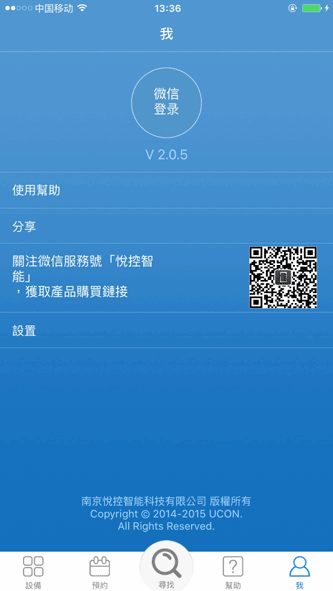 中国移动 13:36
我
微信
登录
V 2.0.5
使用幫助
分享
關注微信服務號「悅控智
能」
，獲取產品購買鏈接
設置
南京悅控智能科技有限公司 版權所有
Copyright © 2014-2015 UCON.
All Rights Reserved.
設備 預約 尋找 幫助 我